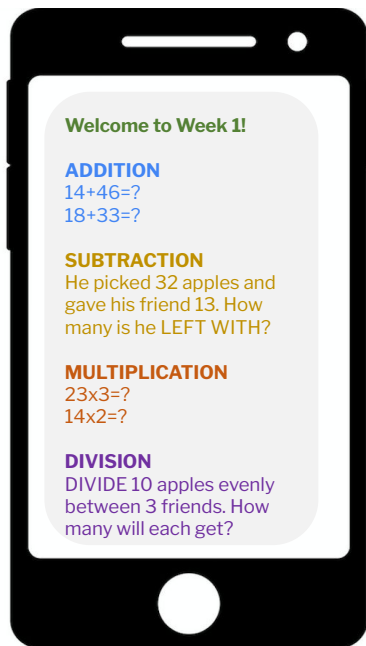 Welcome to Week 1!
ADDITION
14+46=?
18+33=?
SUBTRACTION
He picked 32 apples and
gave his friend 13. How
many is he LEFT WITH?
MULTIPLICATION
23x3=?
14x2=?
DIVISION
DIVIDE 10 apples evenly
between 3 friends. How
many will each get?